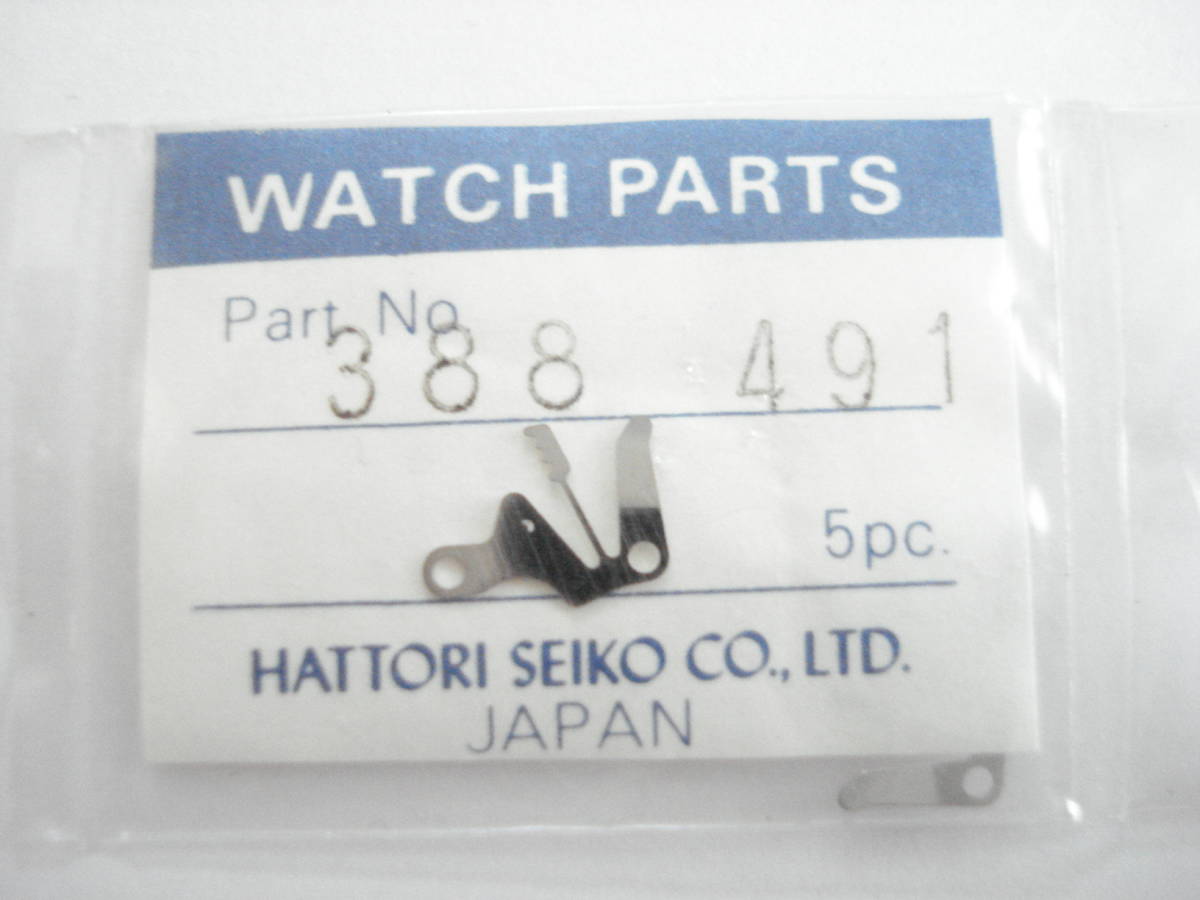 WATCH PARTS
Part No
388 491
5pc.
HATTORI SEIKO CO., LTD.
JAPAN